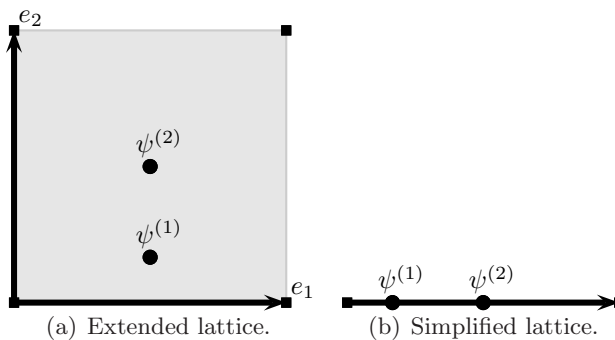 e₂
ψ⁽²⁾
ψ⁽¹⁾
e₁
(a) Extended lattice.
ψ⁽¹⁾ ψ⁽²⁾
(b) Simplified lattice.